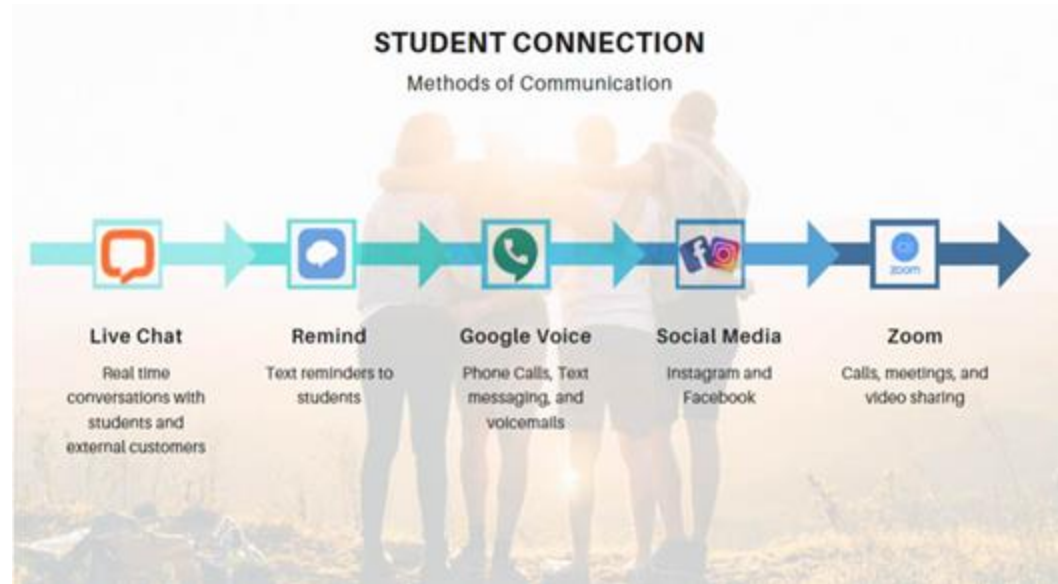 STUDENT CONNECTION
Methods of Communication
zoom
Live Chat
Real time
conversations with
students and
external customers
Remind
Text reminders to
students
Google Voice
Phone Calls, Text
messaging, and
voicemails
Social Media
Instagram and
Facebook
Zoom
Calls, meetings, and
video sharing